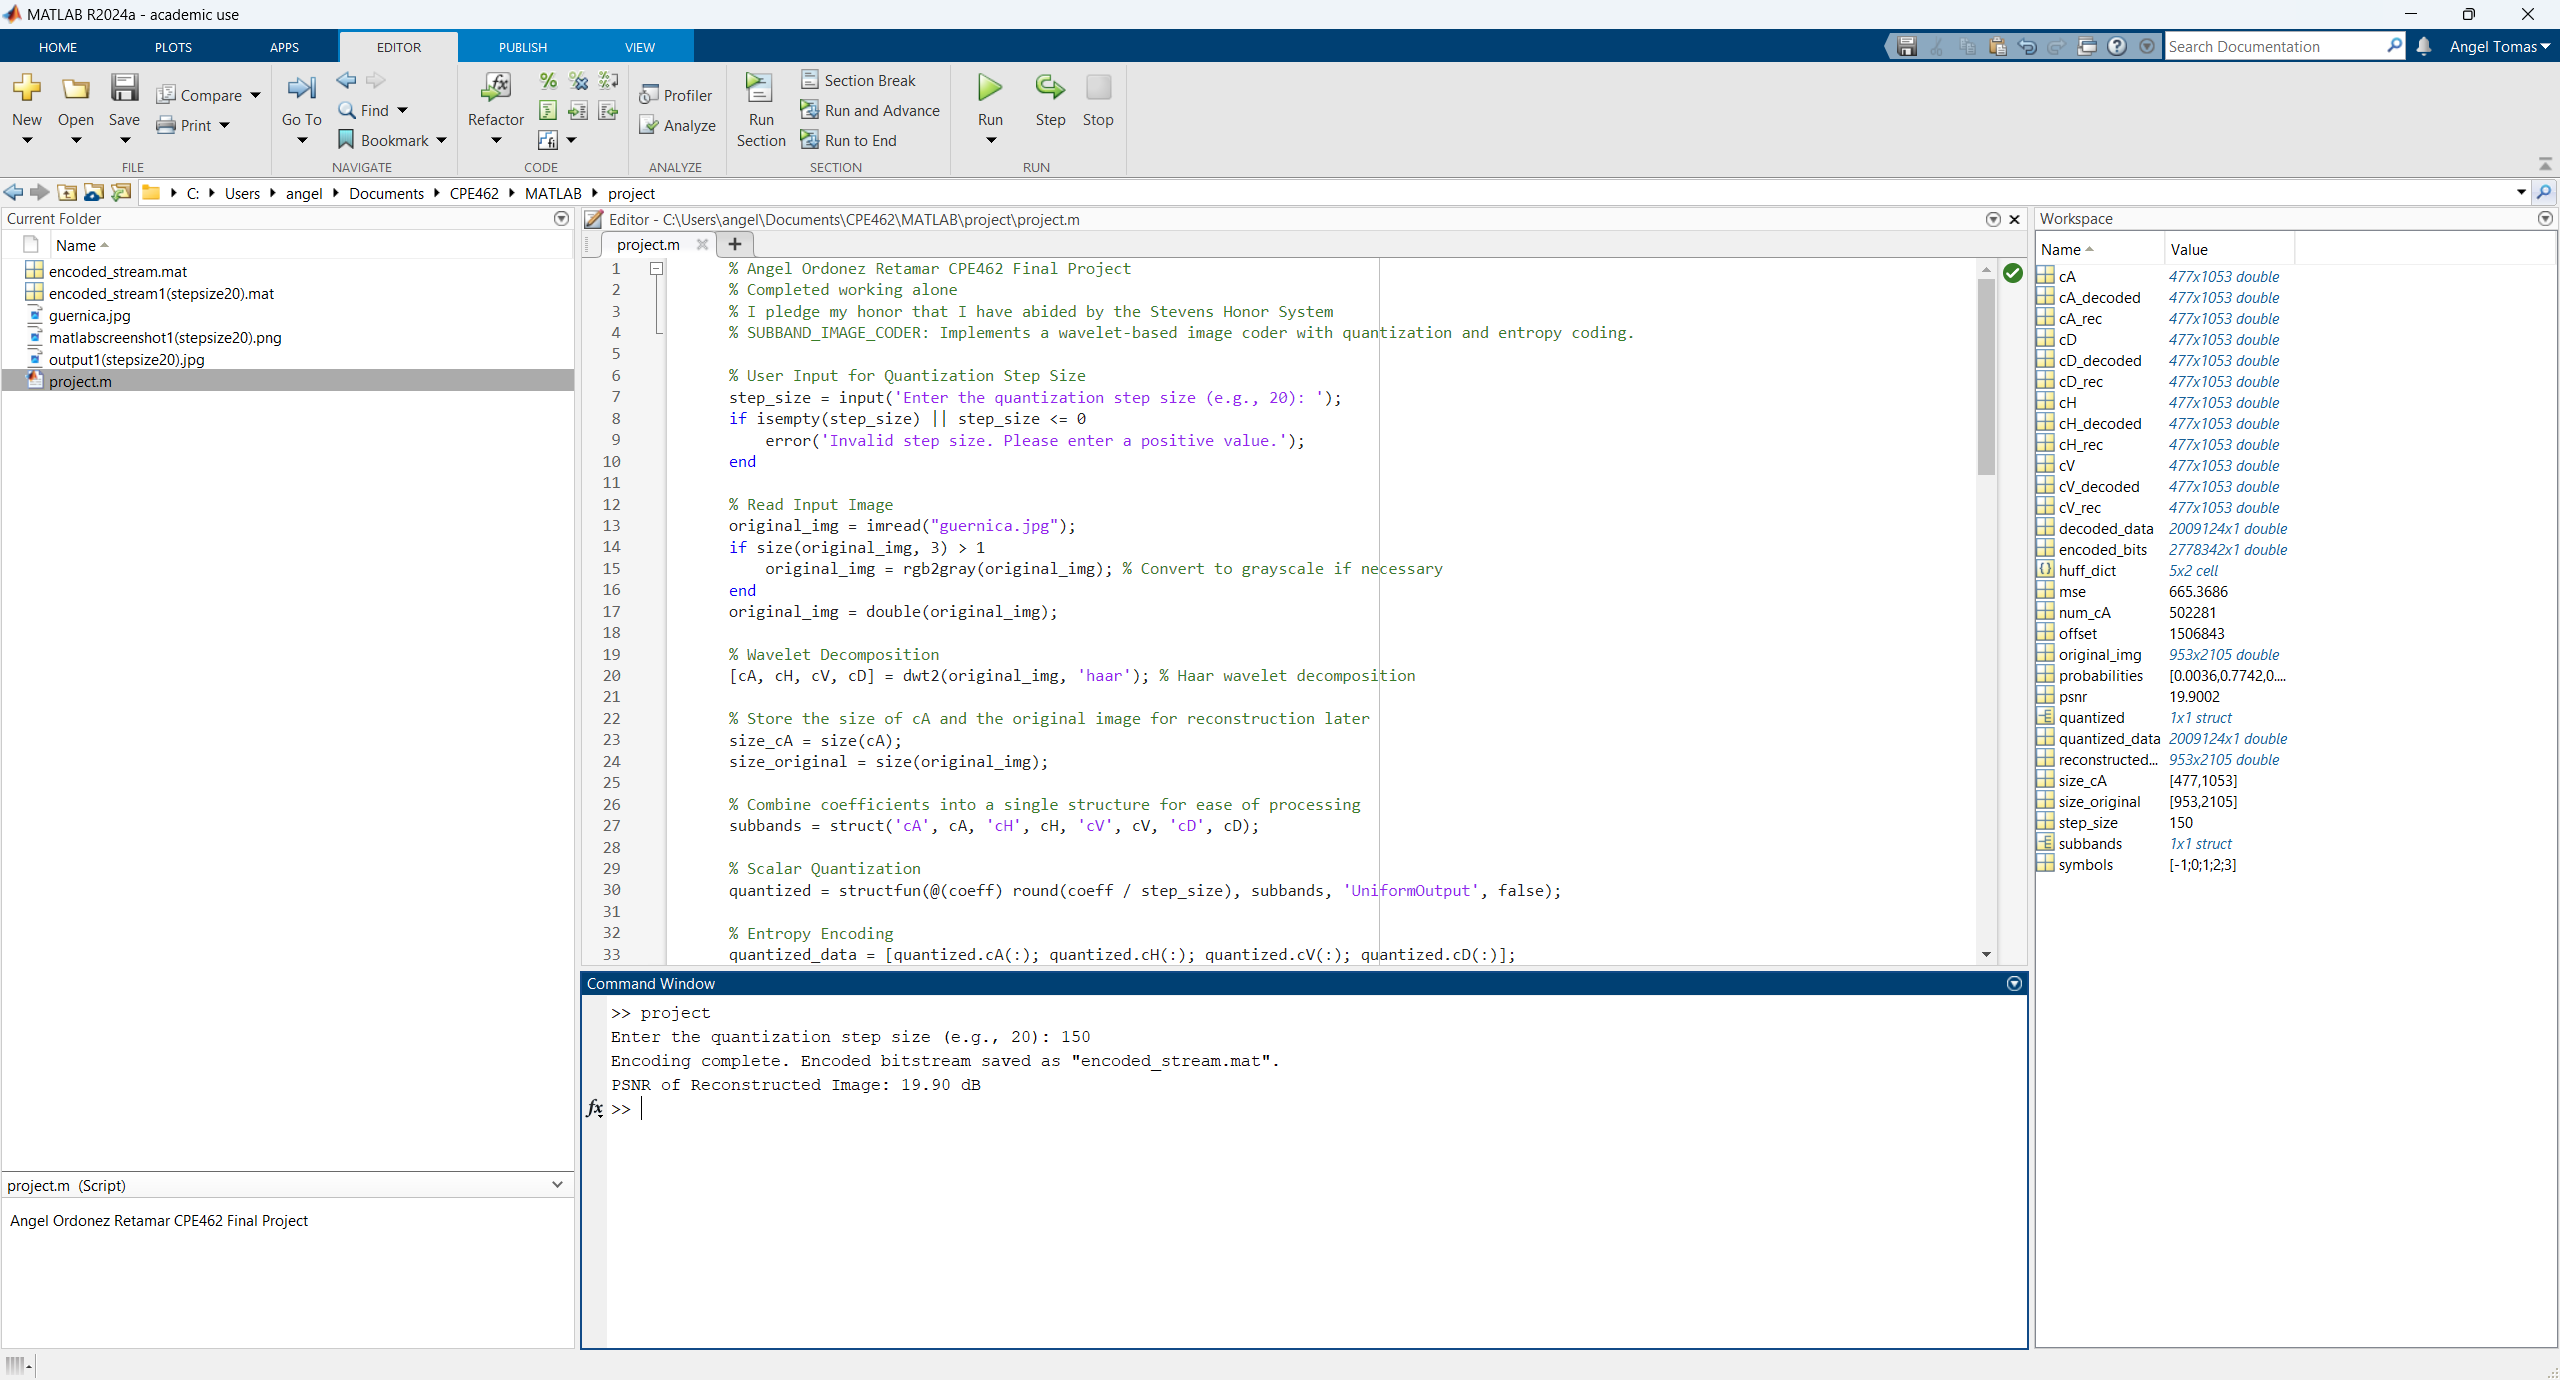 MATLAB R2024a - academic use
HOME PLOTS APPS EDITOR PUBLISH VIEW Search Documentation Angel Tomas
New Open Save Compare Print FILE
Go To Find Bookmark NAVIGATE
Refactor CODE
Profiler Analyze ANALYZE
Run Section Section Break Run and Advance Run to End SECTION
Run Step Stop RUN
C: Users angel Documents CPE462 MATLAB project
Current Folder
Name
encoded_stream.mat
encoded_stream1(stepsize20).mat
guernica.jpg
matlabscreenshot1(stepsize20).png
output1(stepsize20).jpg
project.m
project.m (Script)
Angel Ordonez Retamar CPE462 Final Project
Editor - C:\Users\angel\Documents\CPE462\MATLAB\project\project.m
project.m
1 % Angel Ordonez Retamar CPE462 Final Project
2 % Completed working alone
3 % I pledge my honor that I have abided by the Stevens Honor System
4 % SUBBAND_IMAGE_CODER: Implements a wavelet-based image coder with quantization and entropy coding.
5
6 % User Input for Quantization Step Size
7 step_size = input('Enter the quantization step size (e.g., 20): ');
8 if isempty(step_size) || step_size <= 0
9 error('Invalid step size. Please enter a positive value.');
10 end
11
12 % Read Input Image
13 original_img = imread("guernica.jpg");
14 if size(original_img, 3) > 1
15 original_img = rgb2gray(original_img); % Convert to grayscale if necessary
16 end
17 original_img = double(original_img);
18
19 % Wavelet Decomposition
20 [cA, cH, cV, cD] = dwt2(original_img, 'haar'); % Haar wavelet decomposition
21
22 % Store the size of cA and the original image for reconstruction later
23 size_cA = size(cA);
24 size_original = size(original_img);
25
26 % Combine coefficients into a single structure for ease of processing
27 subbands = struct('cA', cA, 'cH', cH, 'cV', cV, 'cD', cD);
28
29 % Scalar Quantization
30 quantized = structfun(@(coeff) round(coeff / step_size), subbands, 'UniformOutput', false);
31
32 % Entropy Encoding
33 quantized_data = [quantized.cA(:); quantized.cH(:); quantized.cV(:); quantized.cD(:)];
Command Window
>> project
Enter the quantization step size (e.g., 20): 150
Encoding complete. Encoded bitstream saved as "encoded_stream.mat".
PSNR of Reconstructed Image: 19.90 dB
fx >>
Workspace
Name Value
cA 477x1053 double
cA_decoded 477x1053 double
cA_rec 477x1053 double
cD 477x1053 double
cD_decoded 477x1053 double
cD_rec 477x1053 double
cH 477x1053 double
cH_decoded 477x1053 double
cH_rec 477x1053 double
cV 477x1053 double
cV_decoded 477x1053 double
cV_rec 477x1053 double
decoded_data 2009124x1 double
encoded_bits 2778342x1 double
huff_dict 5x2 cell
mse 665.3686
num_cA 502281
offset 1506843
original_img 953x2105 double
probabilities [0.0036,0.7742,0....
psnr 19.9002
quantized 1x1 struct
quantized_data 2009124x1 double
reconstructed... 953x2105 double
size_cA [477,1053]
size_original [953,2105]
step_size 150
subbands 1x1 struct
symbols [-1;0;1;2;3]